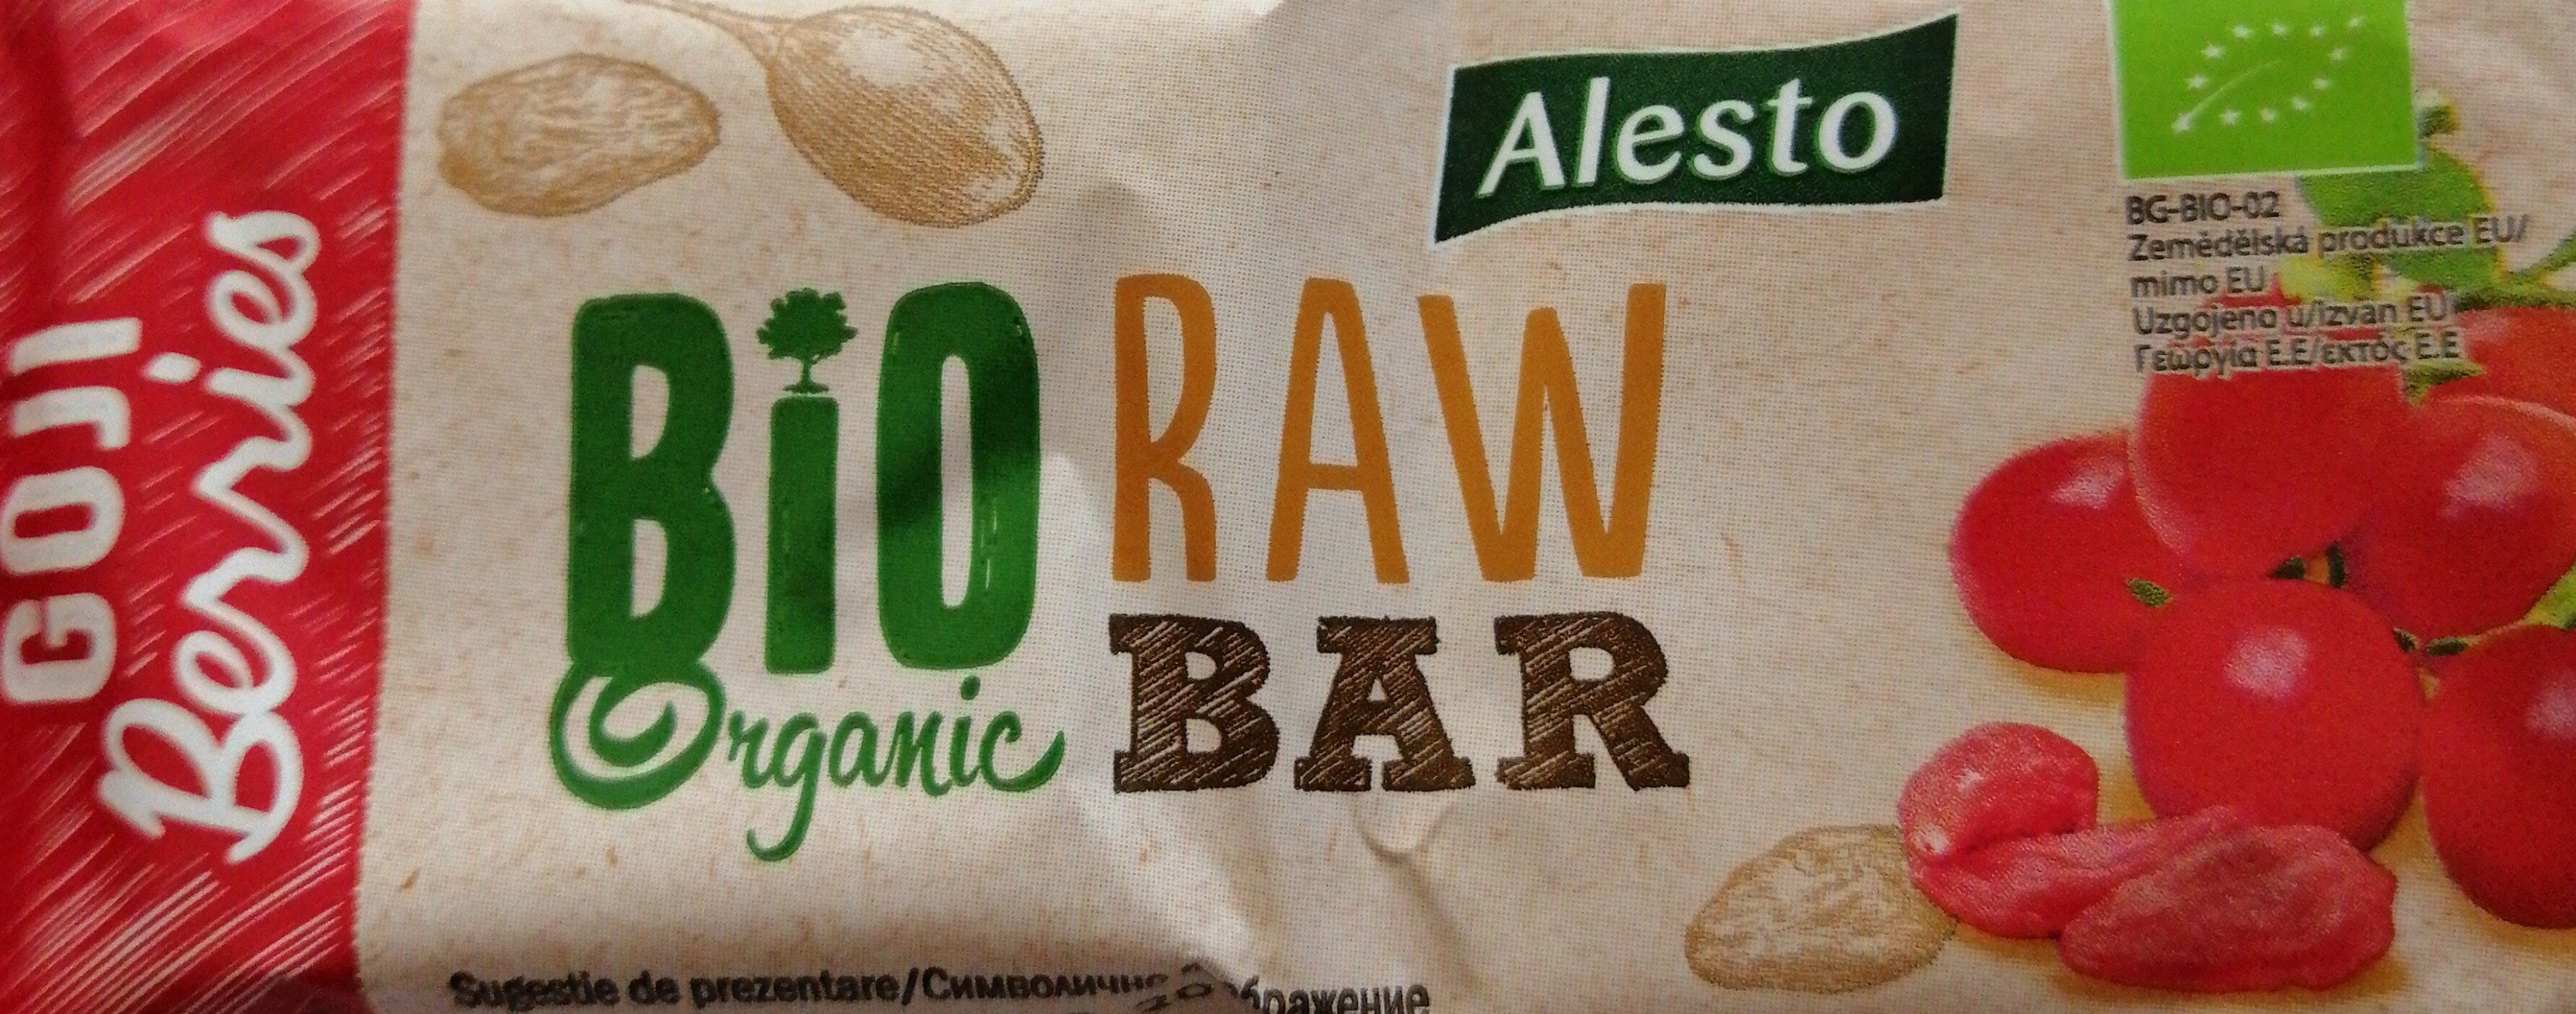 GOJI
Berries
Alesto
BiO
Organic
RAW
BAR
BG-BIO-02
Zemědělská produkce EU/
mimo EU
Uzgojeno u/izvan EU
Γεωργία Ε.Ε/εκτός Ε.Ε
Sugestie de prezentare/